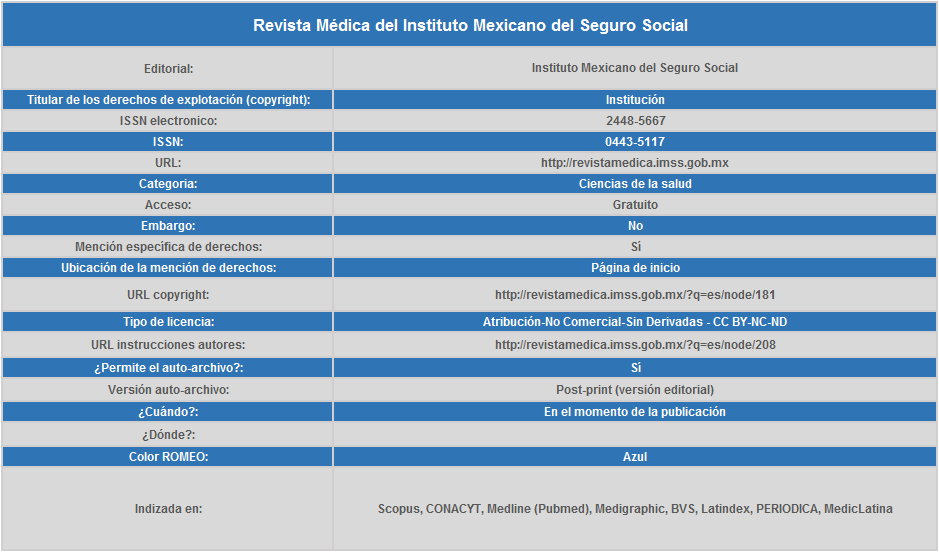 Revista Médica del Instituto Mexicano del Seguro Social
Editorial: Instituto Mexicano del Seguro Social
Titular de los derechos de explotación (copyright): Institución
ISSN electronico: 2448-5667
ISSN: 0443-5117
URL: http://revistamedica.imss.gob.mx
Categoria: Ciencias de la salud
Acceso: Gratuito
Embargo: No
Mención específica de derechos: Sí
Ubicación de la mención de derechos: Página de inicio
URL copyright: http://revistamedica.imss.gob.mx/?q=es/node/181
Tipo de licencia: Atribución-No Comercial-Sin Derivadas - CC BY-NC-ND
URL instrucciones autores: http://revistamedica.imss.gob.mx/?q=es/node/208
¿Permite el auto-archivo?: Sí
Versión auto-archivo: Post-print (versión editorial)
¿Cuándo?: En el momento de la publicación
¿Dónde?:
Color ROMEO: Azul
Indizada en: Scopus, CONACYT, Medline (Pubmed), Medigraphic, BVS, Latindex, PERIODICA, MedicLatina